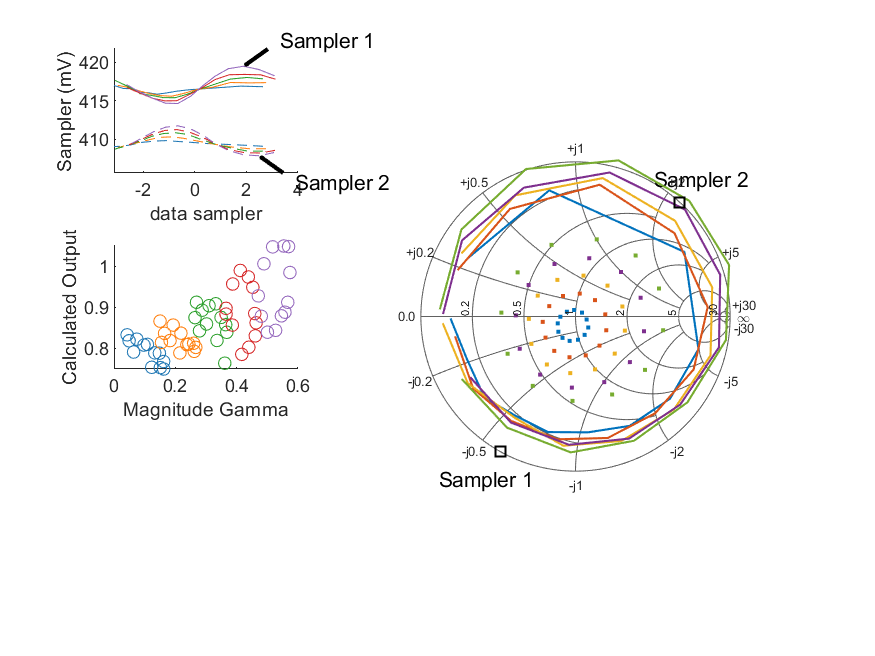 Sampler 1
Sampler (mV)
420
415
410
-2
0
2
4
data sampler
Sampler 2
Calculated Output
1
0.9
0.8
0
0.2
0.4
0.6
Magnitude Gamma
+j1
Sampler 2
+j0.5
+j0.2
+j5
0.0
0.2
0.5
1
2
5
30
+j30
∞
-j30
-j0.2
-j5
-j0.5
-j2
Sampler 1
-j1